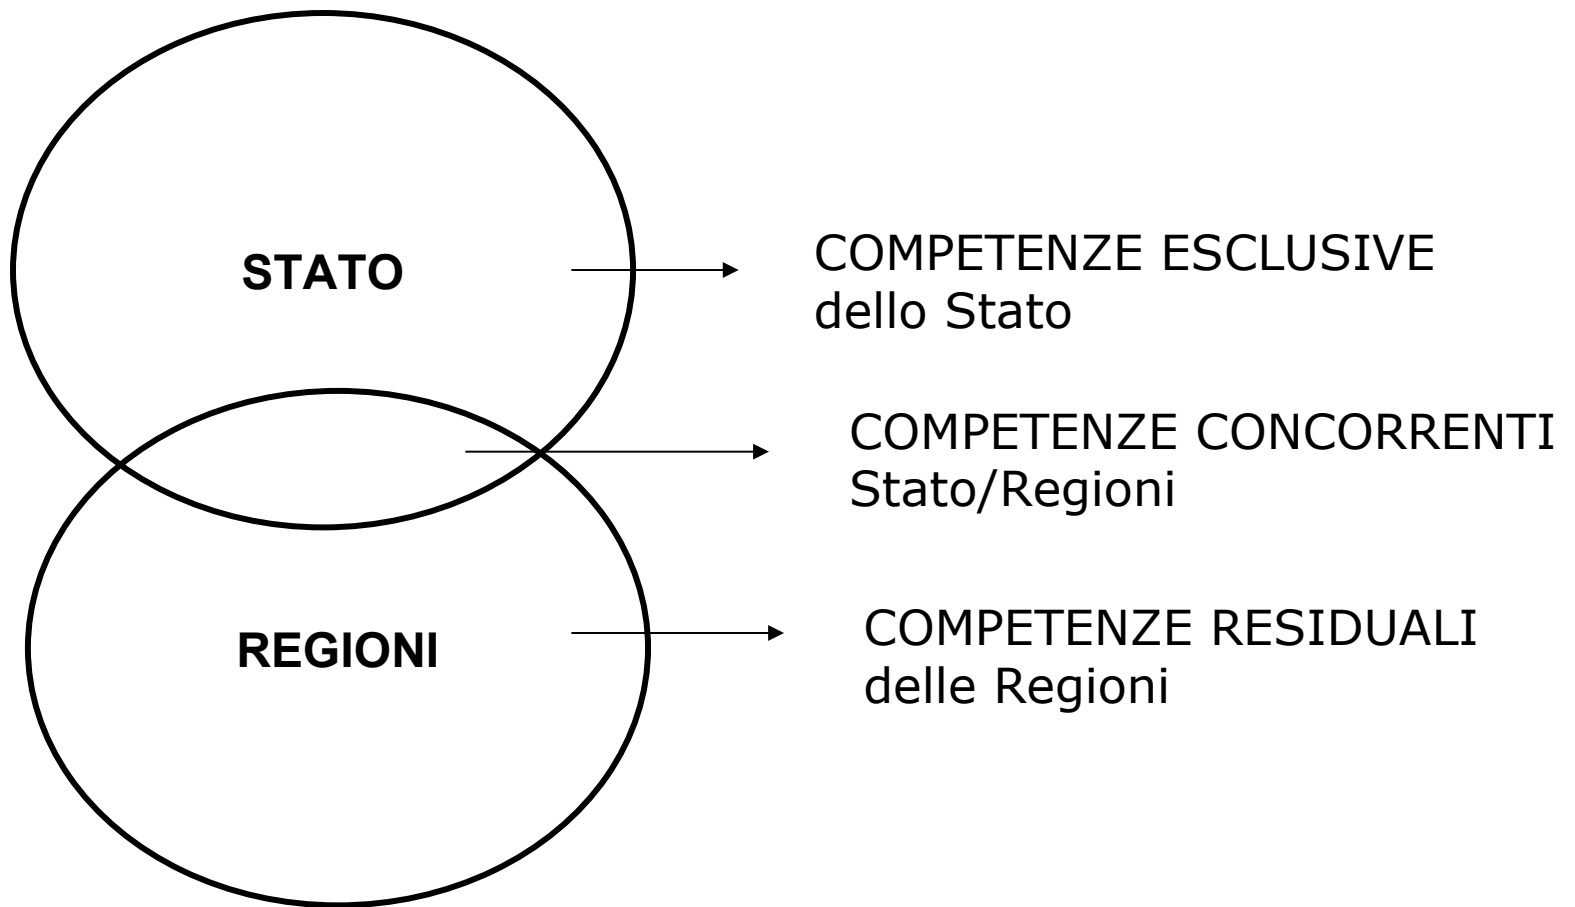 STATO
COMPETENZE ESCLUSIVE
dello Stato
COMPETENZE CONCORRENTI
Stato/Regioni
REGIONI
COMPETENZE RESIDUALI
delle Regioni